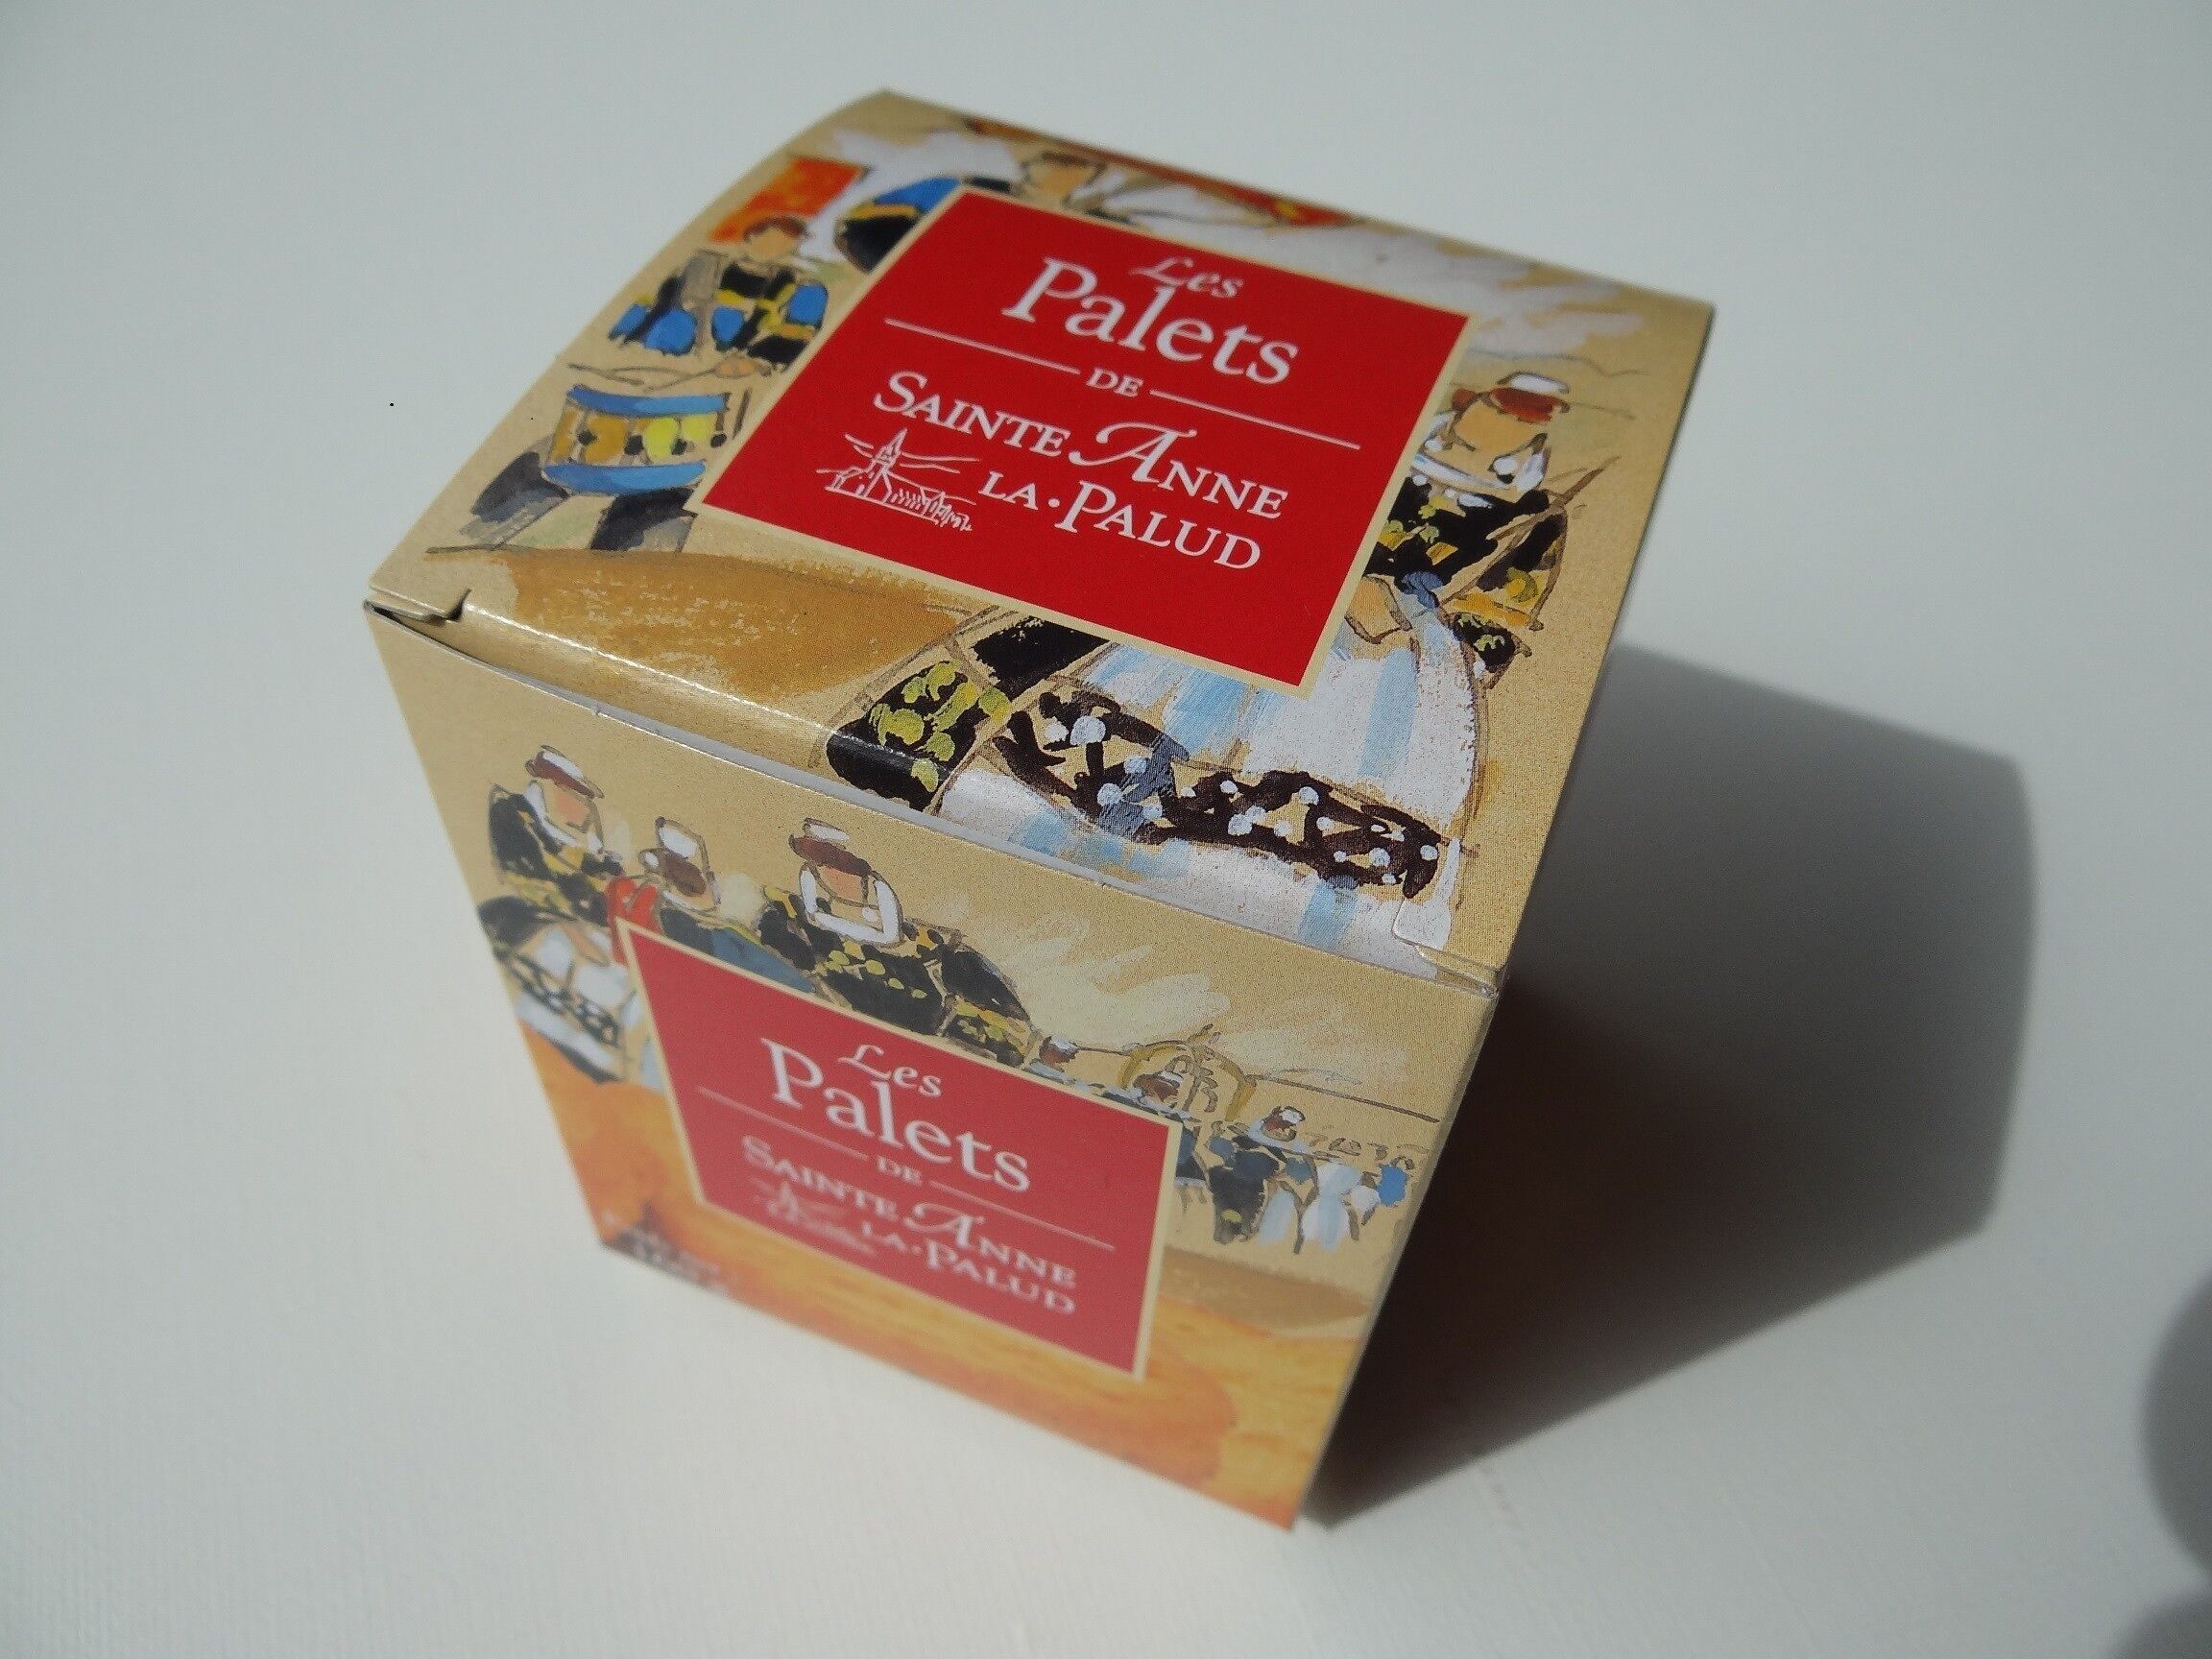 Les
Palets
DE
SAINTE ANNE
LA·PALUD
Les
Palets
DE
SAINTE ANNE
LA·PALUD